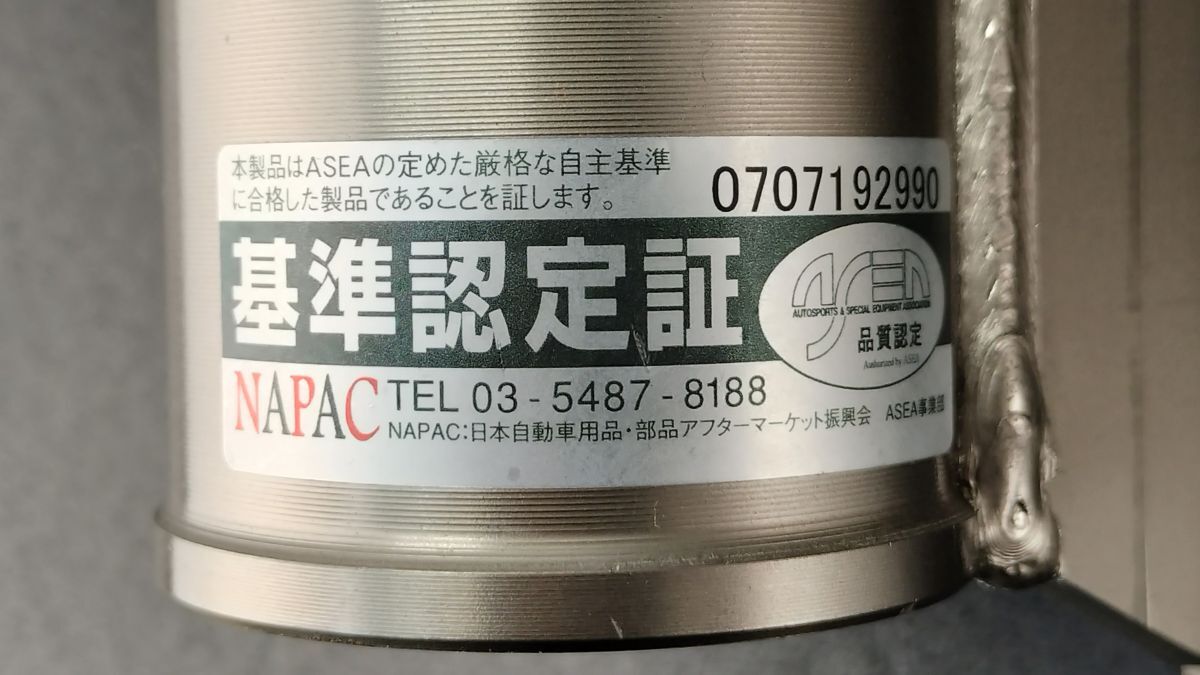 本製品はASEAの定めた厳格な自主基準
に合格した製品であることを証します。
0707192990
基準認定証
ASEA
AUTOSPORTS & SPECIAL EQUIPMENT ASSOCIATION
品質認定
Authorized by ASEA
NAPAC TEL 03-5487-8188
NAPAC:日本自動車用品・部品アフターマーケット振興会 ASEA事業部